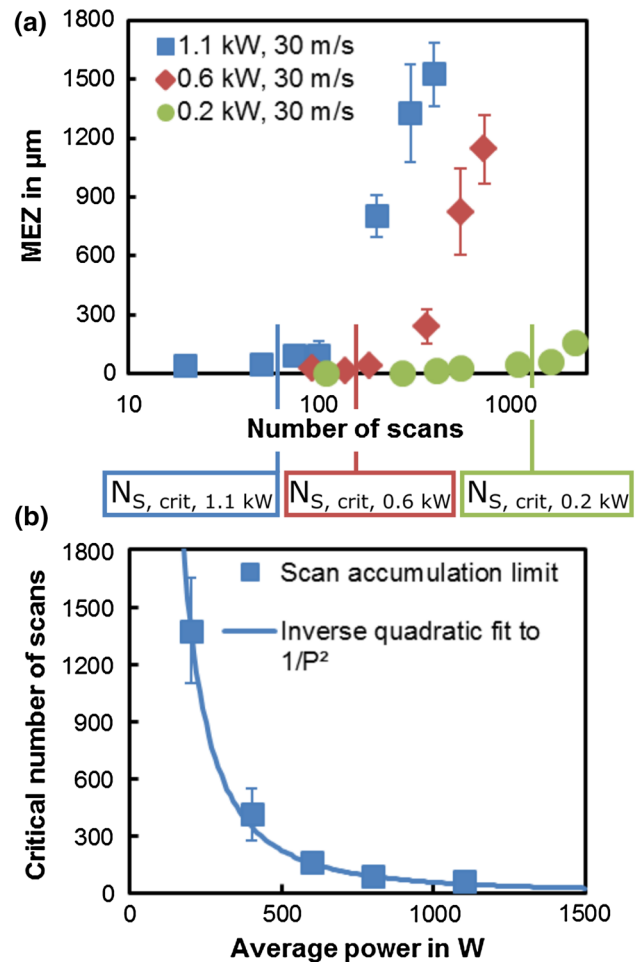 (a)
1800
1500
1200
900
600
300
0
MEZ in µm
1.1 kW, 30 m/s
0.6 kW, 30 m/s
0.2 kW, 30 m/s
10
100
1000
Number of scans
NS, crit, 1.1 kW
NS, crit, 0.6 kW
NS, crit, 0.2 kW
(b)
1800
1500
1200
900
600
300
0
Critical number of scans
Scan accumulation limit
Inverse quadratic fit to
1/P²
0
500
1000
1500
Average power in W